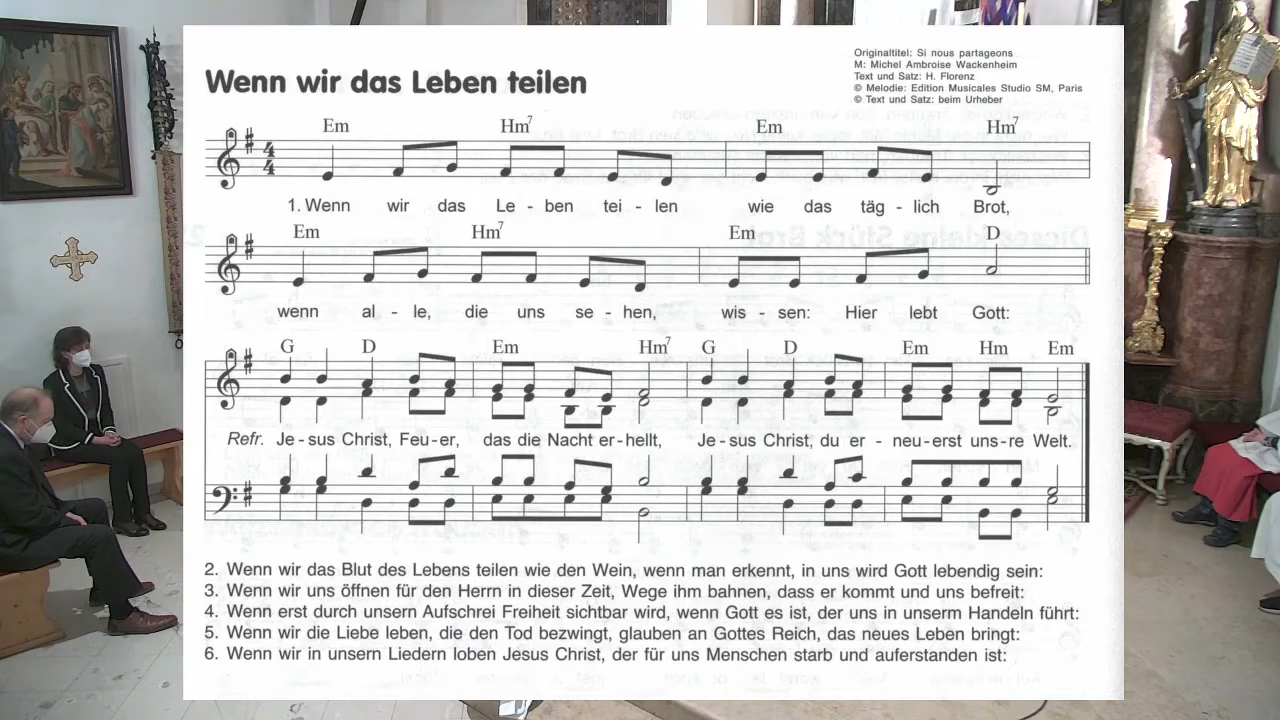 Wenn wir das Leben teilen
Originaltitel: Si nous partageons
M: Michel Ambroise Wackenheim
Text und Satz: H. Florenz
© Melodie: Edition Musicales Studio SM, Paris
© Text und Satz: beim Urheber
Em Hm7 Em Hm7
4
4
1. Wenn wir das Le - ben tei - len wie das täg - lich Brot,
Em Hm7 Em D
wenn al - le, die uns se - hen, wis - sen: Hier lebt Gott:
G D Em Hm7 G D Em Hm Em
Refr. Je - sus Christ, Feu - er, das die Nacht er - hellt, Je - sus Christ, du er - neu - erst uns - re Welt.
2. Wenn wir das Blut des Lebens teilen wie den Wein, wenn man erkennt, in uns wird Gott lebendig sein:
3. Wenn wir uns öffnen für den Herrn in dieser Zeit, Wege ihm bahnen, dass er kommt und uns befreit:
4. Wenn erst durch unsern Aufschrei Freiheit sichtbar wird, wenn Gott es ist, der uns in unserm Handeln führt:
5. Wenn wir die Liebe leben, die den Tod bezwingt, glauben an Gottes Reich, das neues Leben bringt:
6. Wenn wir in unsern Liedern loben Jesus Christ, der für uns Menschen starb und auferstanden ist: